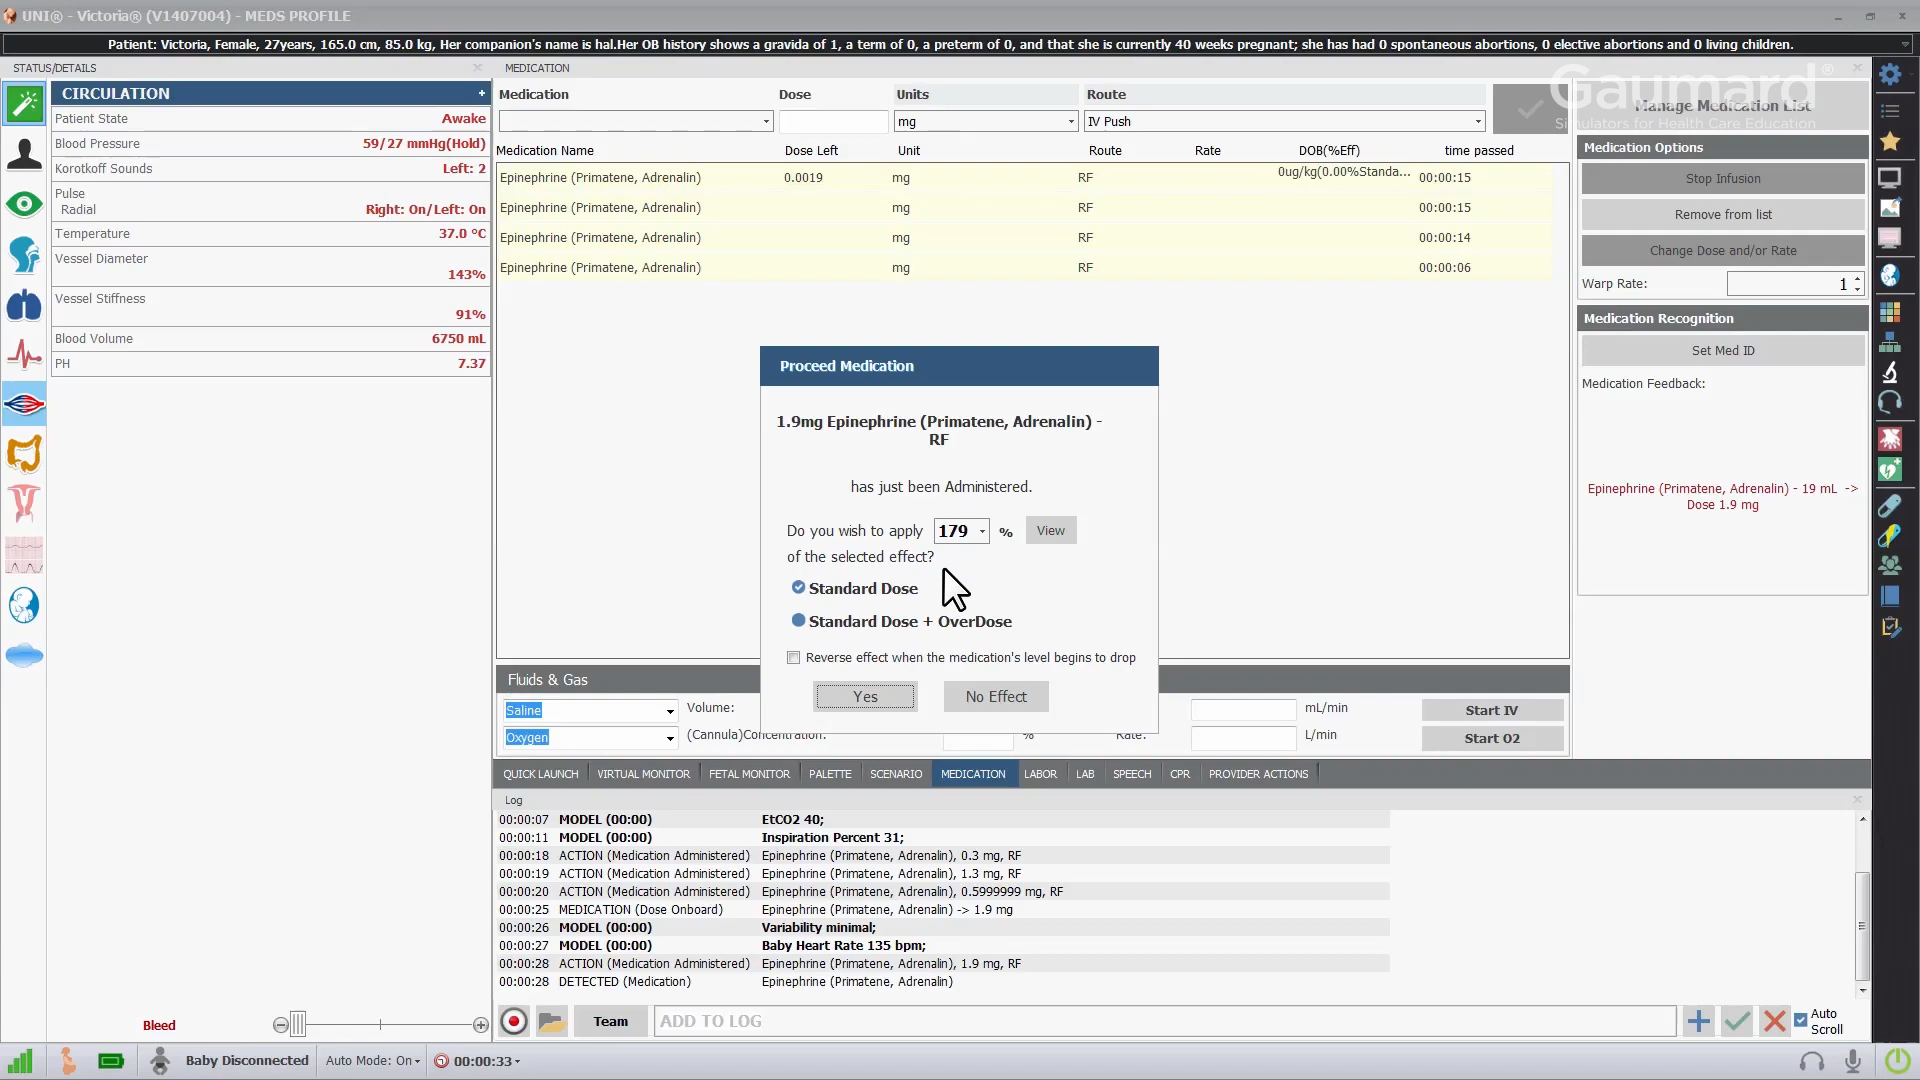 UNI® - Victoria® (V1407004) - MEDS PROFILE
Patient: Victoria, Female, 27years, 165.0 cm, 85.0 kg, Her companion's name is hal.Her OB history shows a gravida of 1, a term of 0, a preterm of 0, and that she is currently 40 weeks pregnant; she has had 0 spontaneous abortions, 0 elective abortions and 0 living children.
STATUS/DETAILS
MEDICATION
CIRCULATION
Patient State Awake
Blood Pressure 59/27 mmHg(Hold)
Korotkoff Sounds Left: 2
Pulse
Radial Right: On/Left: On
Temperature 37.0 °C
Vessel Diameter
143%
Vessel Stiffness
91%
Blood Volume 6750 mL
PH 7.37
Bleed
Medication Dose Units Route
mg IV Push
Medication Name Dose Left Unit Route Rate DOB(%Eff) time passed
Epinephrine (Primatene, Adrenalin) 0.0019 mg RF 0ug/kg(0.00%Standa... 00:00:15
Epinephrine (Primatene, Adrenalin) mg RF 00:00:15
Epinephrine (Primatene, Adrenalin) mg RF 00:00:14
Epinephrine (Primatene, Adrenalin) mg RF 00:00:06
Gaumard®
Simulators for Health Care Education
Manage Medication List
Medication Options
Stop Infusion
Remove from list
Change Dose and/or Rate
Warp Rate: 1
Medication Recognition
Set Med ID
Medication Feedback:
Epinephrine (Primatene, Adrenalin) - 19 mL ->
Dose 1.9 mg
Proceed Medication
1.9mg Epinephrine (Primatene, Adrenalin) -
RF
has just been Administered.
Do you wish to apply 179 % View
of the selected effect?
Standard Dose
Standard Dose + OverDose
Reverse effect when the medication's level begins to drop
Yes No Effect
Fluids & Gas
Saline Volume: mL/min Start IV
Oxygen (Cannula)Concentration: % Rate: L/min Start O2
QUICK LAUNCH VIRTUAL MONITOR FETAL MONITOR PALETTE SCENARIO MEDICATION LABOR LAB SPEECH CPR PROVIDER ACTIONS
Log
00:00:07 MODEL (00:00) EtCO2 40;
00:00:11 MODEL (00:00) Inspiration Percent 31;
00:00:18 ACTION (Medication Administered) Epinephrine (Primatene, Adrenalin), 0.3 mg, RF
00:00:19 ACTION (Medication Administered) Epinephrine (Primatene, Adrenalin), 1.3 mg, RF
00:00:20 ACTION (Medication Administered) Epinephrine (Primatene, Adrenalin), 0.5999999 mg, RF
00:00:25 MEDICATION (Dose Onboard) Epinephrine (Primatene, Adrenalin) -> 1.9 mg
00:00:26 MODEL (00:00) Variability minimal;
00:00:27 MODEL (00:00) Baby Heart Rate 135 bpm;
00:00:28 ACTION (Medication Administered) Epinephrine (Primatene, Adrenalin), 1.9 mg, RF
00:00:28 DETECTED (Medication) Epinephrine (Primatene, Adrenalin)
Team ADD TO LOG Auto
Scroll
Baby Disconnected Auto Mode: On 00:00:33